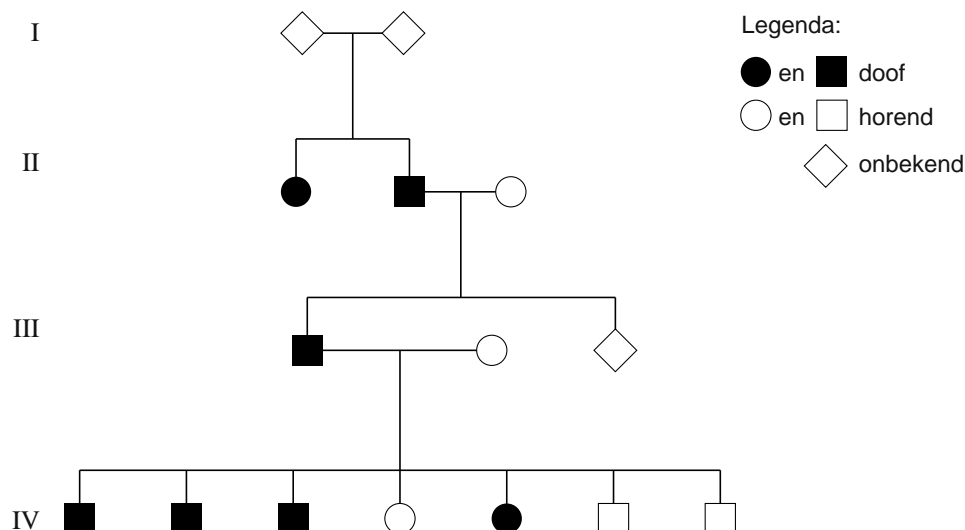 I
Legenda:
en doof
en horend
II
onbekend
III
IV